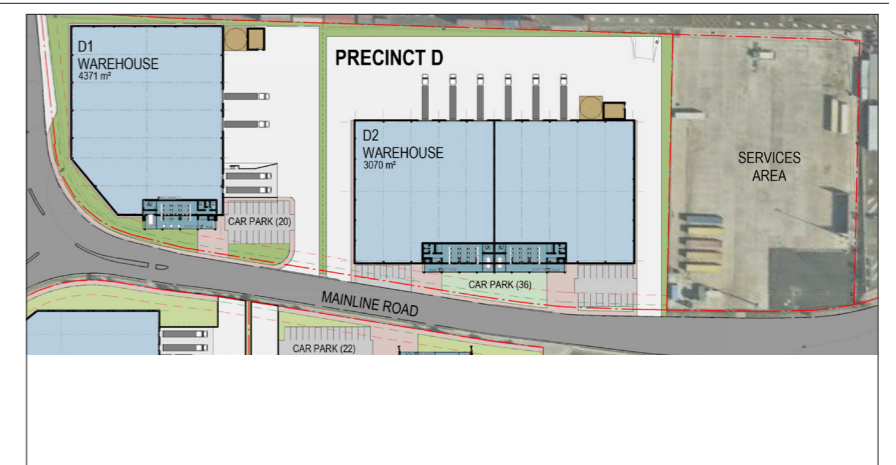 D1
WAREHOUSE
4371 m²
PRECINCT D
D2
WAREHOUSE
3070 m²
SERVICES
AREA
CAR PARK (20)
CAR PARK (36)
MAINLINE ROAD
CAR PARK (22)